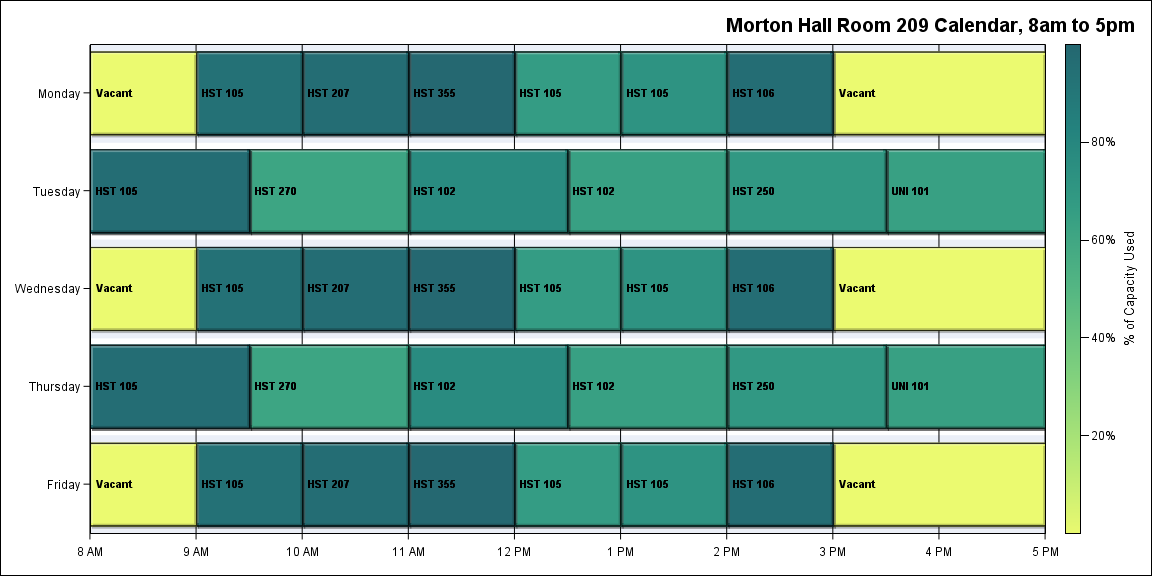 Morton Hall Room 209 Calendar, 8am to 5pm
Monday Vacant HST 105 HST 207 HST 355 HST 105 HST 105 HST 106 Vacant
Tuesday HST 105 HST 270 HST 102 HST 102 HST 250 UNI 101
Wednesday Vacant HST 105 HST 207 HST 355 HST 105 HST 105 HST 106 Vacant
Thursday HST 105 HST 270 HST 102 HST 102 HST 250 UNI 101
Friday Vacant HST 105 HST 207 HST 355 HST 105 HST 105 HST 106 Vacant
8 AM 9 AM 10 AM 11 AM 12 PM 1 PM 2 PM 3 PM 4 PM 5 PM
80%
60%
40%
20%
% of Capacity Used